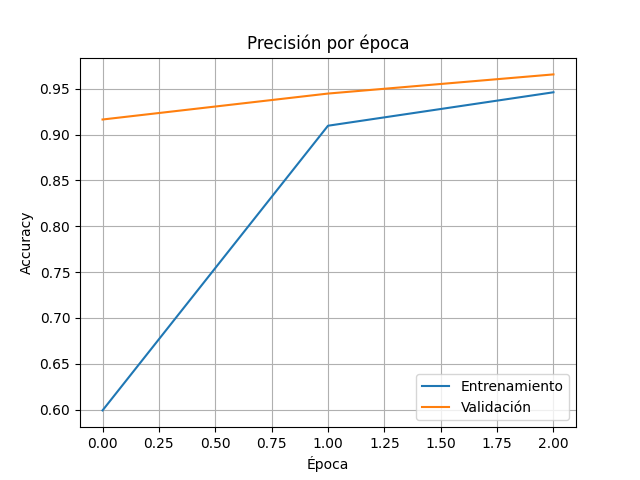 Precisión por época
0.95
0.90
0.85
0.80
0.75
0.70
0.65
0.60
Accuracy
Entrenamiento
Validación
0.00 0.25 0.50 0.75 1.00 1.25 1.50 1.75 2.00
Época